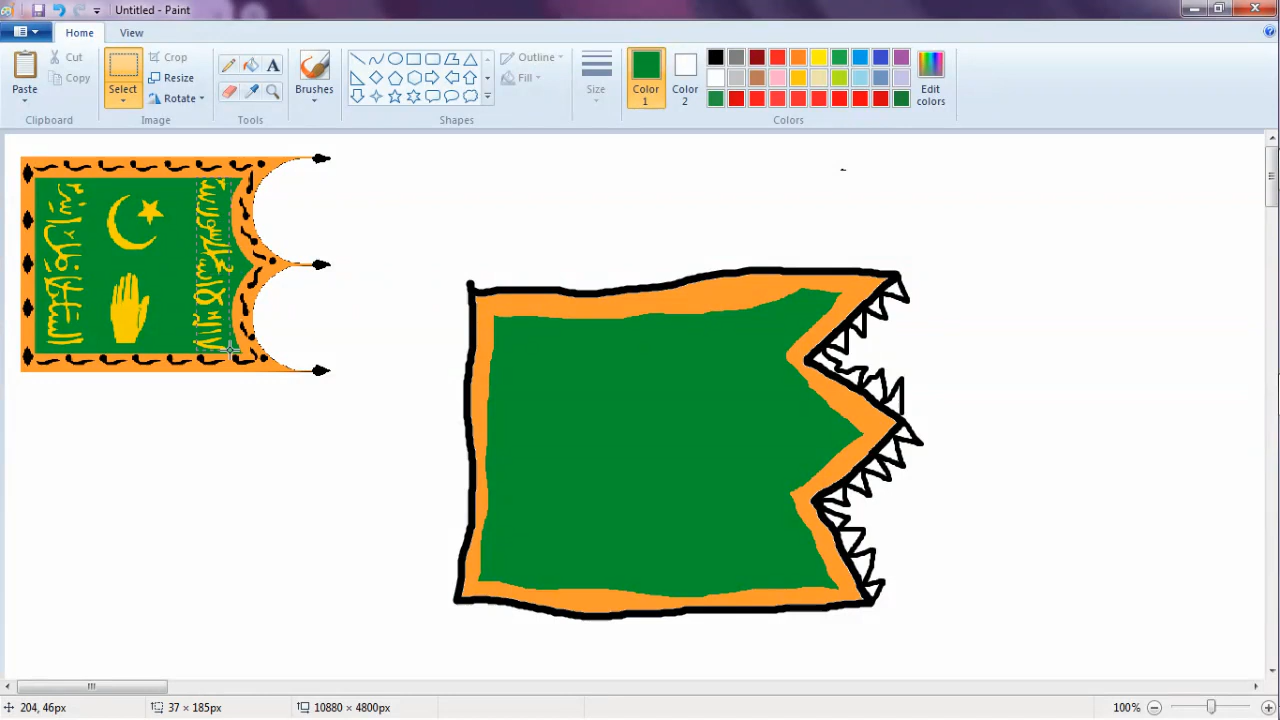 Untitled - Paint
Home
View
Paste
Cut
Copy
Clipboard
Select
Crop
Resize
Rotate
Image
Tools
Brushes
Shapes
Outline
Fill
Size
Color 1
Color 2
Edit colors
Colors
204, 46px
37 × 185px
10880 × 4800px
100%